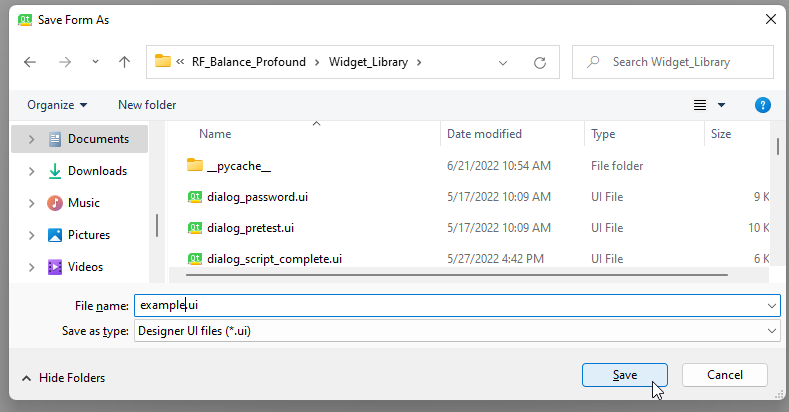 Save Form As
RF_Balance_Profound > Widget_Library >
Search Widget_Library
Organize New folder
Name Date modified Type Size
Documents
Downloads
Music
Pictures
Videos
__pycache__ 6/21/2022 10:54 AM File folder
dialog_password.ui 5/17/2022 10:09 AM UI File 9 K
dialog_pretest.ui 5/17/2022 10:09 AM UI File 10 K
dialog_script_complete.ui 5/27/2022 4:42 PM UI File 6 K
File name: example.ui
Save as type: Designer UI files (*.ui)
Hide Folders
Save
Cancel